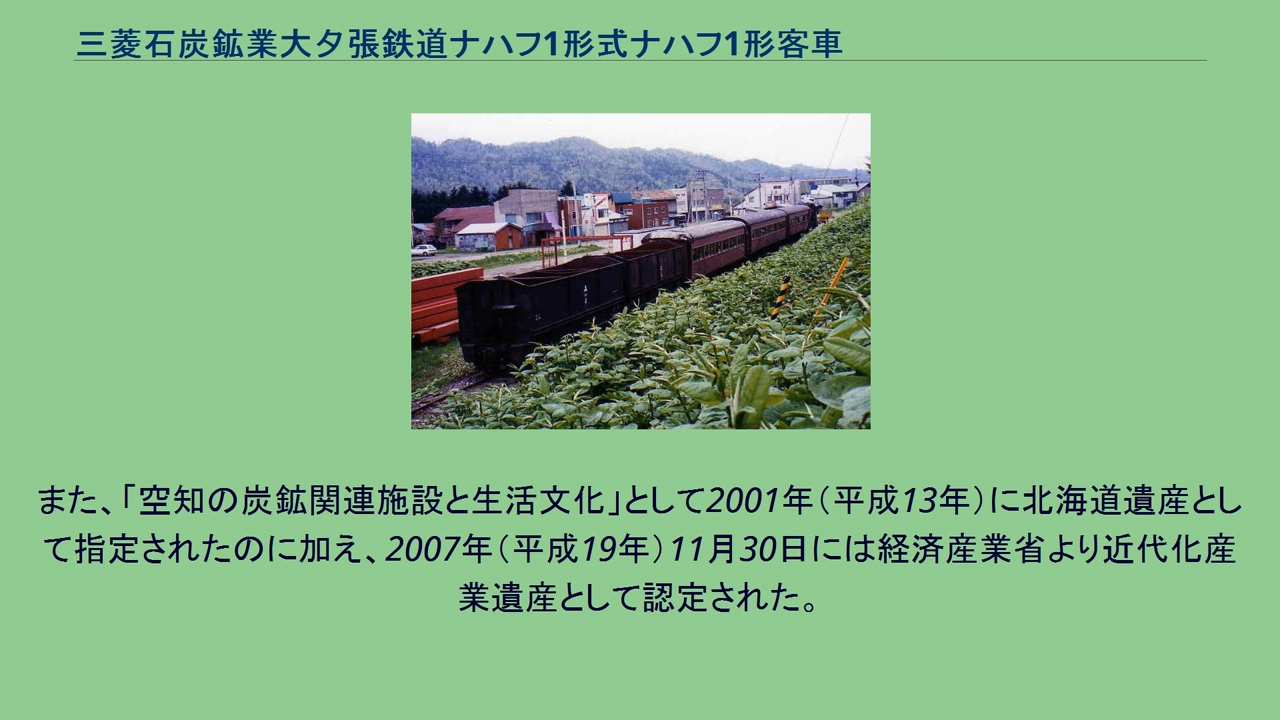 三菱石炭鉱業大夕張鉄道ナハフ1形式ナハフ1形客車
また、「空知の炭鉱関連施設と生活文化」として2001年（平成13年）に北海道遺産とし
て指定されたのに加え、2007年（平成19年）11月30日には経済産業省より近代化産
業遺産として認定された。